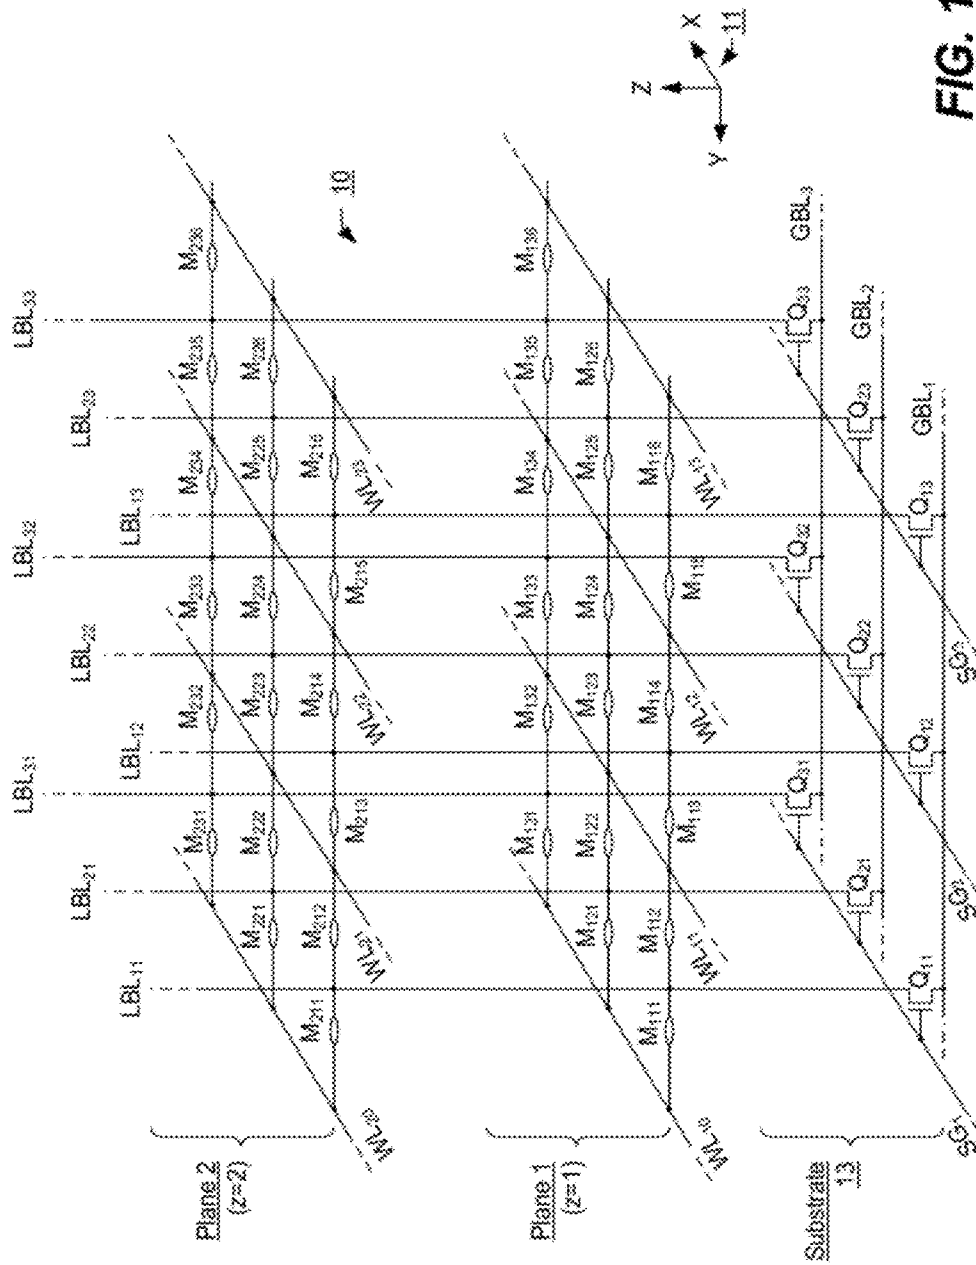 LBL₃₁
LBL₃₂
LBL₃₃
LBL₂₁
LBL₂₂
LBL₂₃
LBL₁₁
LBL₁₂
LBL₁₃
Plane 2
(z=2)
M₂₃₁
M₂₃₂
M₂₃₃
M₂₃₄
M₂₃₅
M₂₃₆
M₂₂₁
M₂₂₂
M₂₂₃
M₂₂₄
M₂₂₅
M₂₂₆
M₂₁₁
M₂₁₂
M₂₁₃
M₂₁₄
M₂₁₅
M₂₁₆
WL₂₀
WL₂₁
WL₂₂
WL₂₃
10
Plane 1
(z=1)
M₁₃₁
M₁₃₂
M₁₃₃
M₁₃₄
M₁₃₅
M₁₃₆
M₁₂₁
M₁₂₂
M₁₂₃
M₁₂₄
M₁₂₅
M₁₂₆
M₁₁₁
M₁₁₂
M₁₁₃
M₁₁₄
M₁₁₅
M₁₁₆
WL₁₀
WL₁₁
WL₁₂
WL₁₃
Z
X
Y
11
Substrate
13
Q₃₁
Q₃₂
Q₃₃
GBL₃
Q₂₁
Q₂₂
Q₂₃
GBL₂
Q₁₁
Q₁₂
Q₁₃
GBL₁
SG
SG
SG
FIG. 1